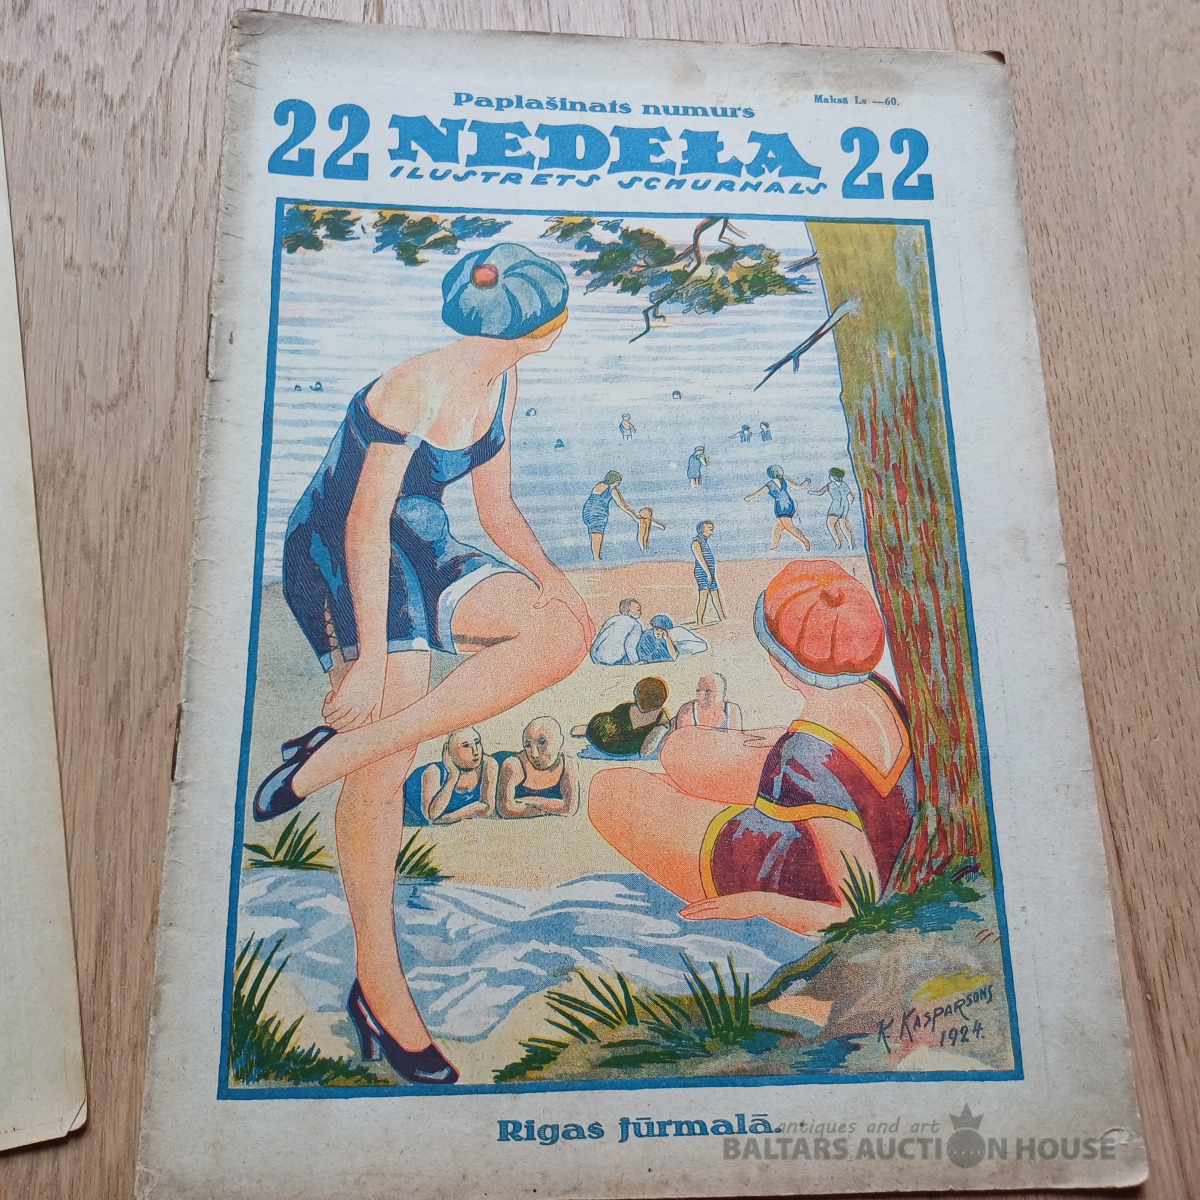 Paplašinats numurs
Maksā Ls —60.
22 NEDEŁA 22
ILUSTRETS SCHURNALS
K KASPARSONS
1924.
Rigas jūrmalā.
antiques and art
BALTARS AUCTION HOUSE